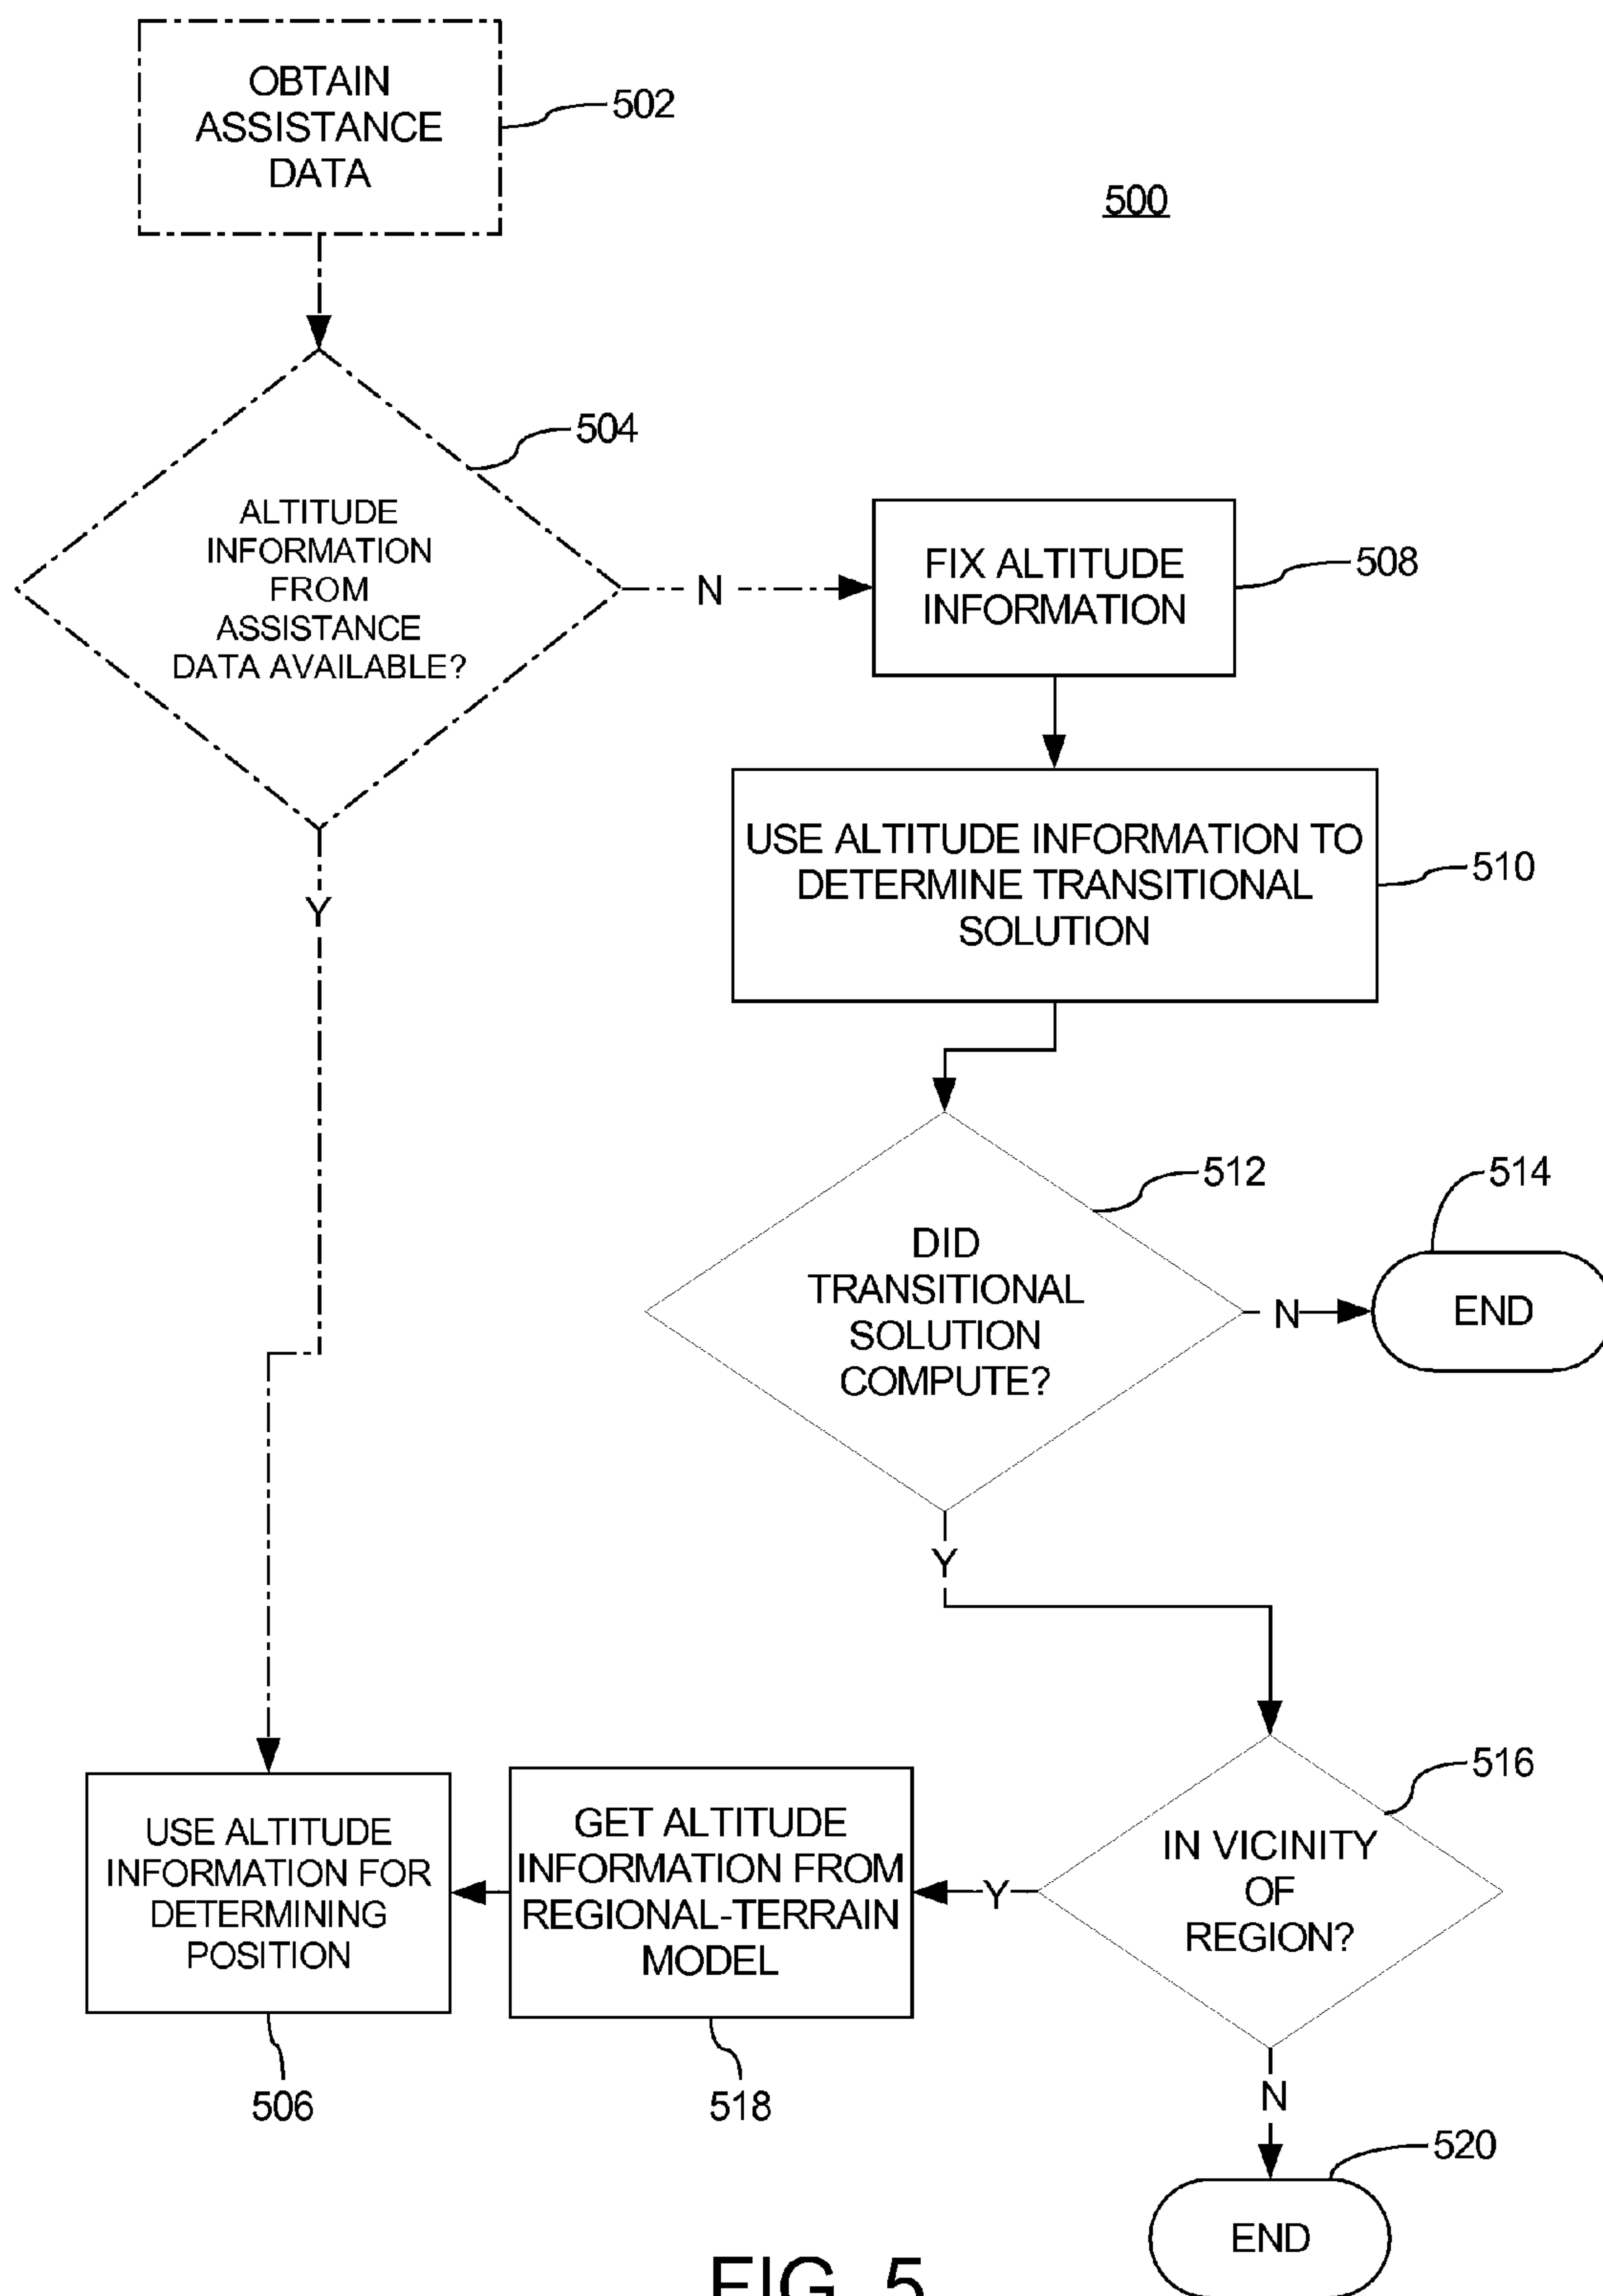 OBTAIN
ASSISTANCE
DATA
502
500
504
ALTITUDE
INFORMATION
FROM
ASSISTANCE
DATA AVAILABLE?
N
FIX ALTITUDE
INFORMATION
508
USE ALTITUDE INFORMATION TO
DETERMINE TRANSITIONAL
SOLUTION
510
Y
512
514
DID
TRANSITIONAL
SOLUTION
COMPUTE?
N
END
Y
516
IN VICINITY
OF
REGION?
Y
GET ALTITUDE
INFORMATION FROM
REGIONAL-TERRAIN
MODEL
USE ALTITUDE
INFORMATION FOR
DETERMINING
POSITION
506
518
N
520
END
FIG. 5